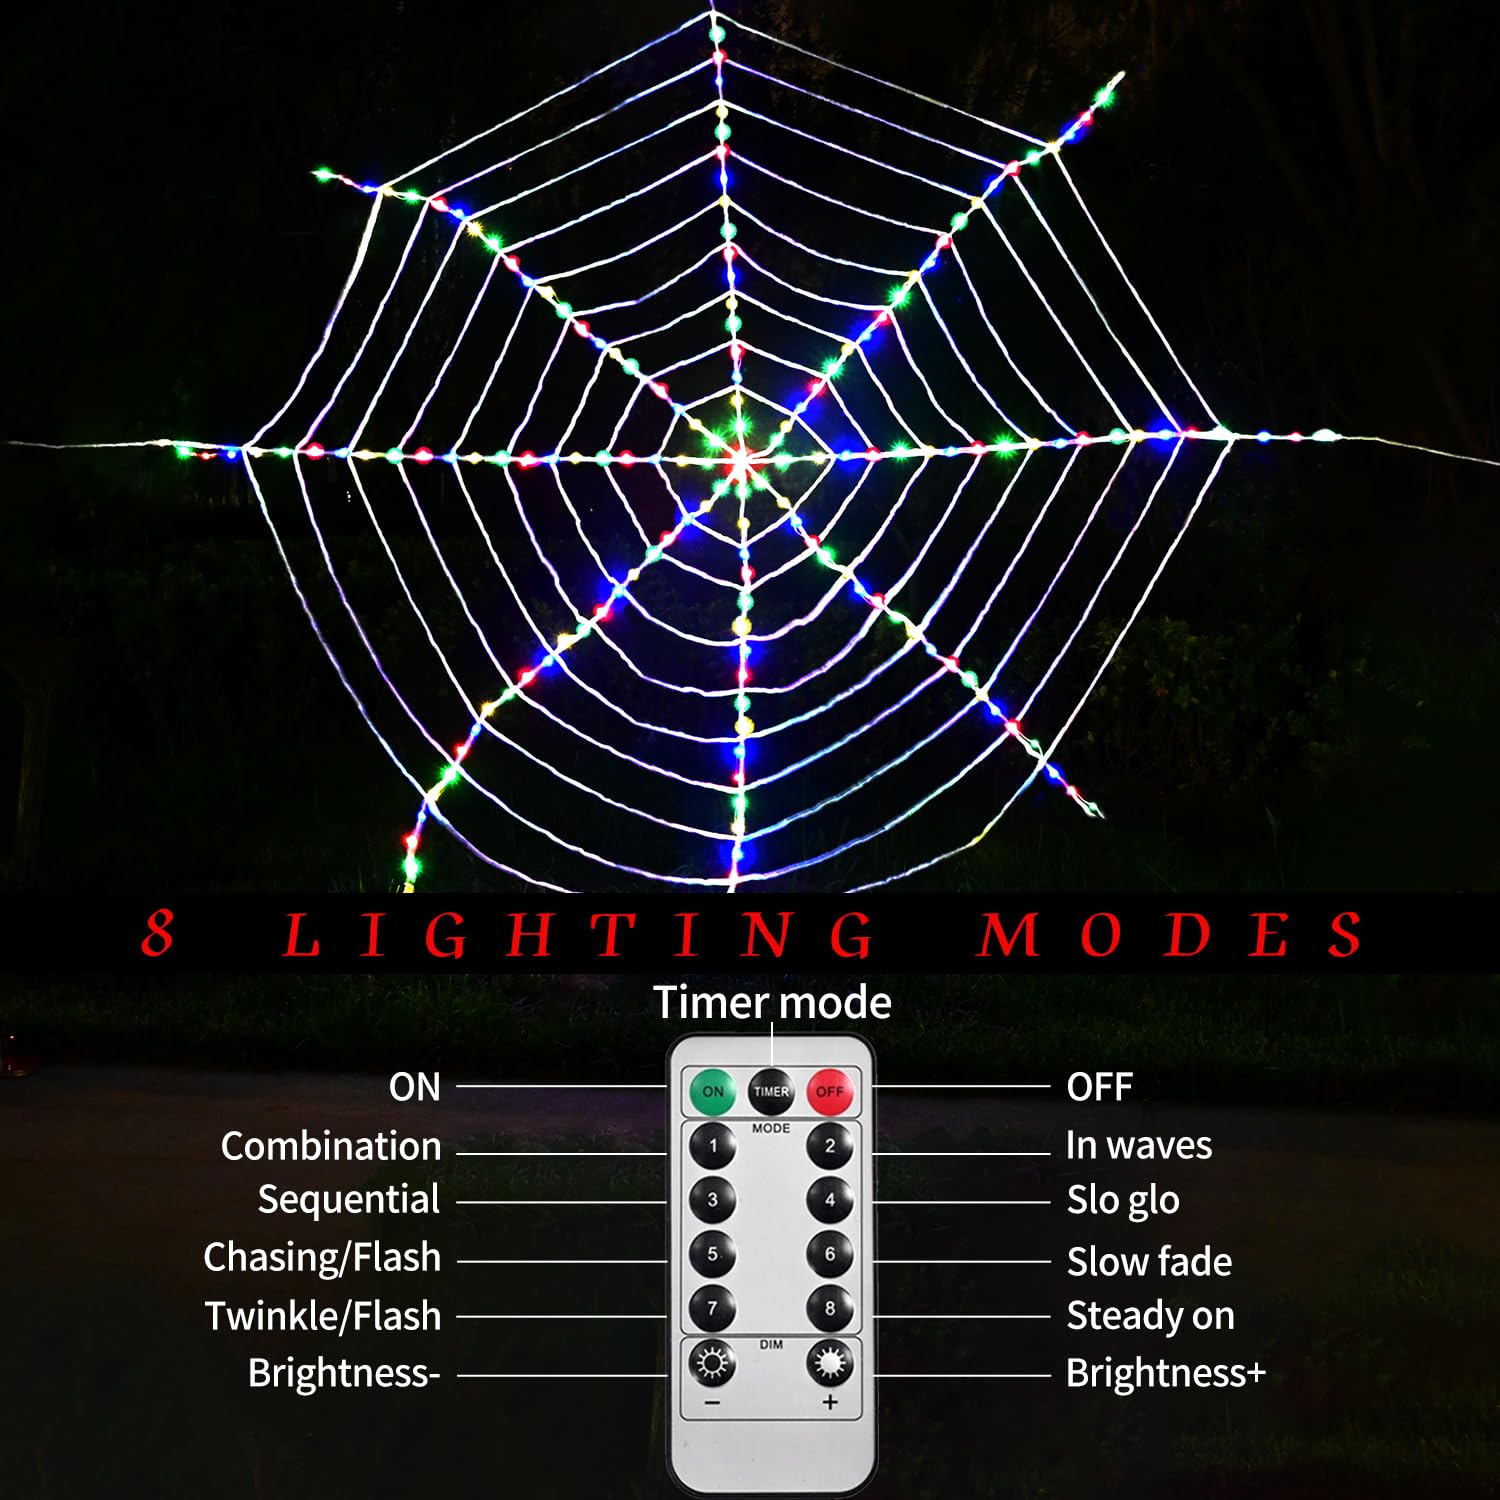 8 LIGHTING MODES
Timer mode
ON
OFF
Combination
In waves
Sequential
Slo glo
Chasing/Flash
Slow fade
Twinkle/Flash
Steady on
Brightness-
Brightness+
ON TIMER OFF
MODE
1 2
3 4
5 6
7 8
DIM
− +